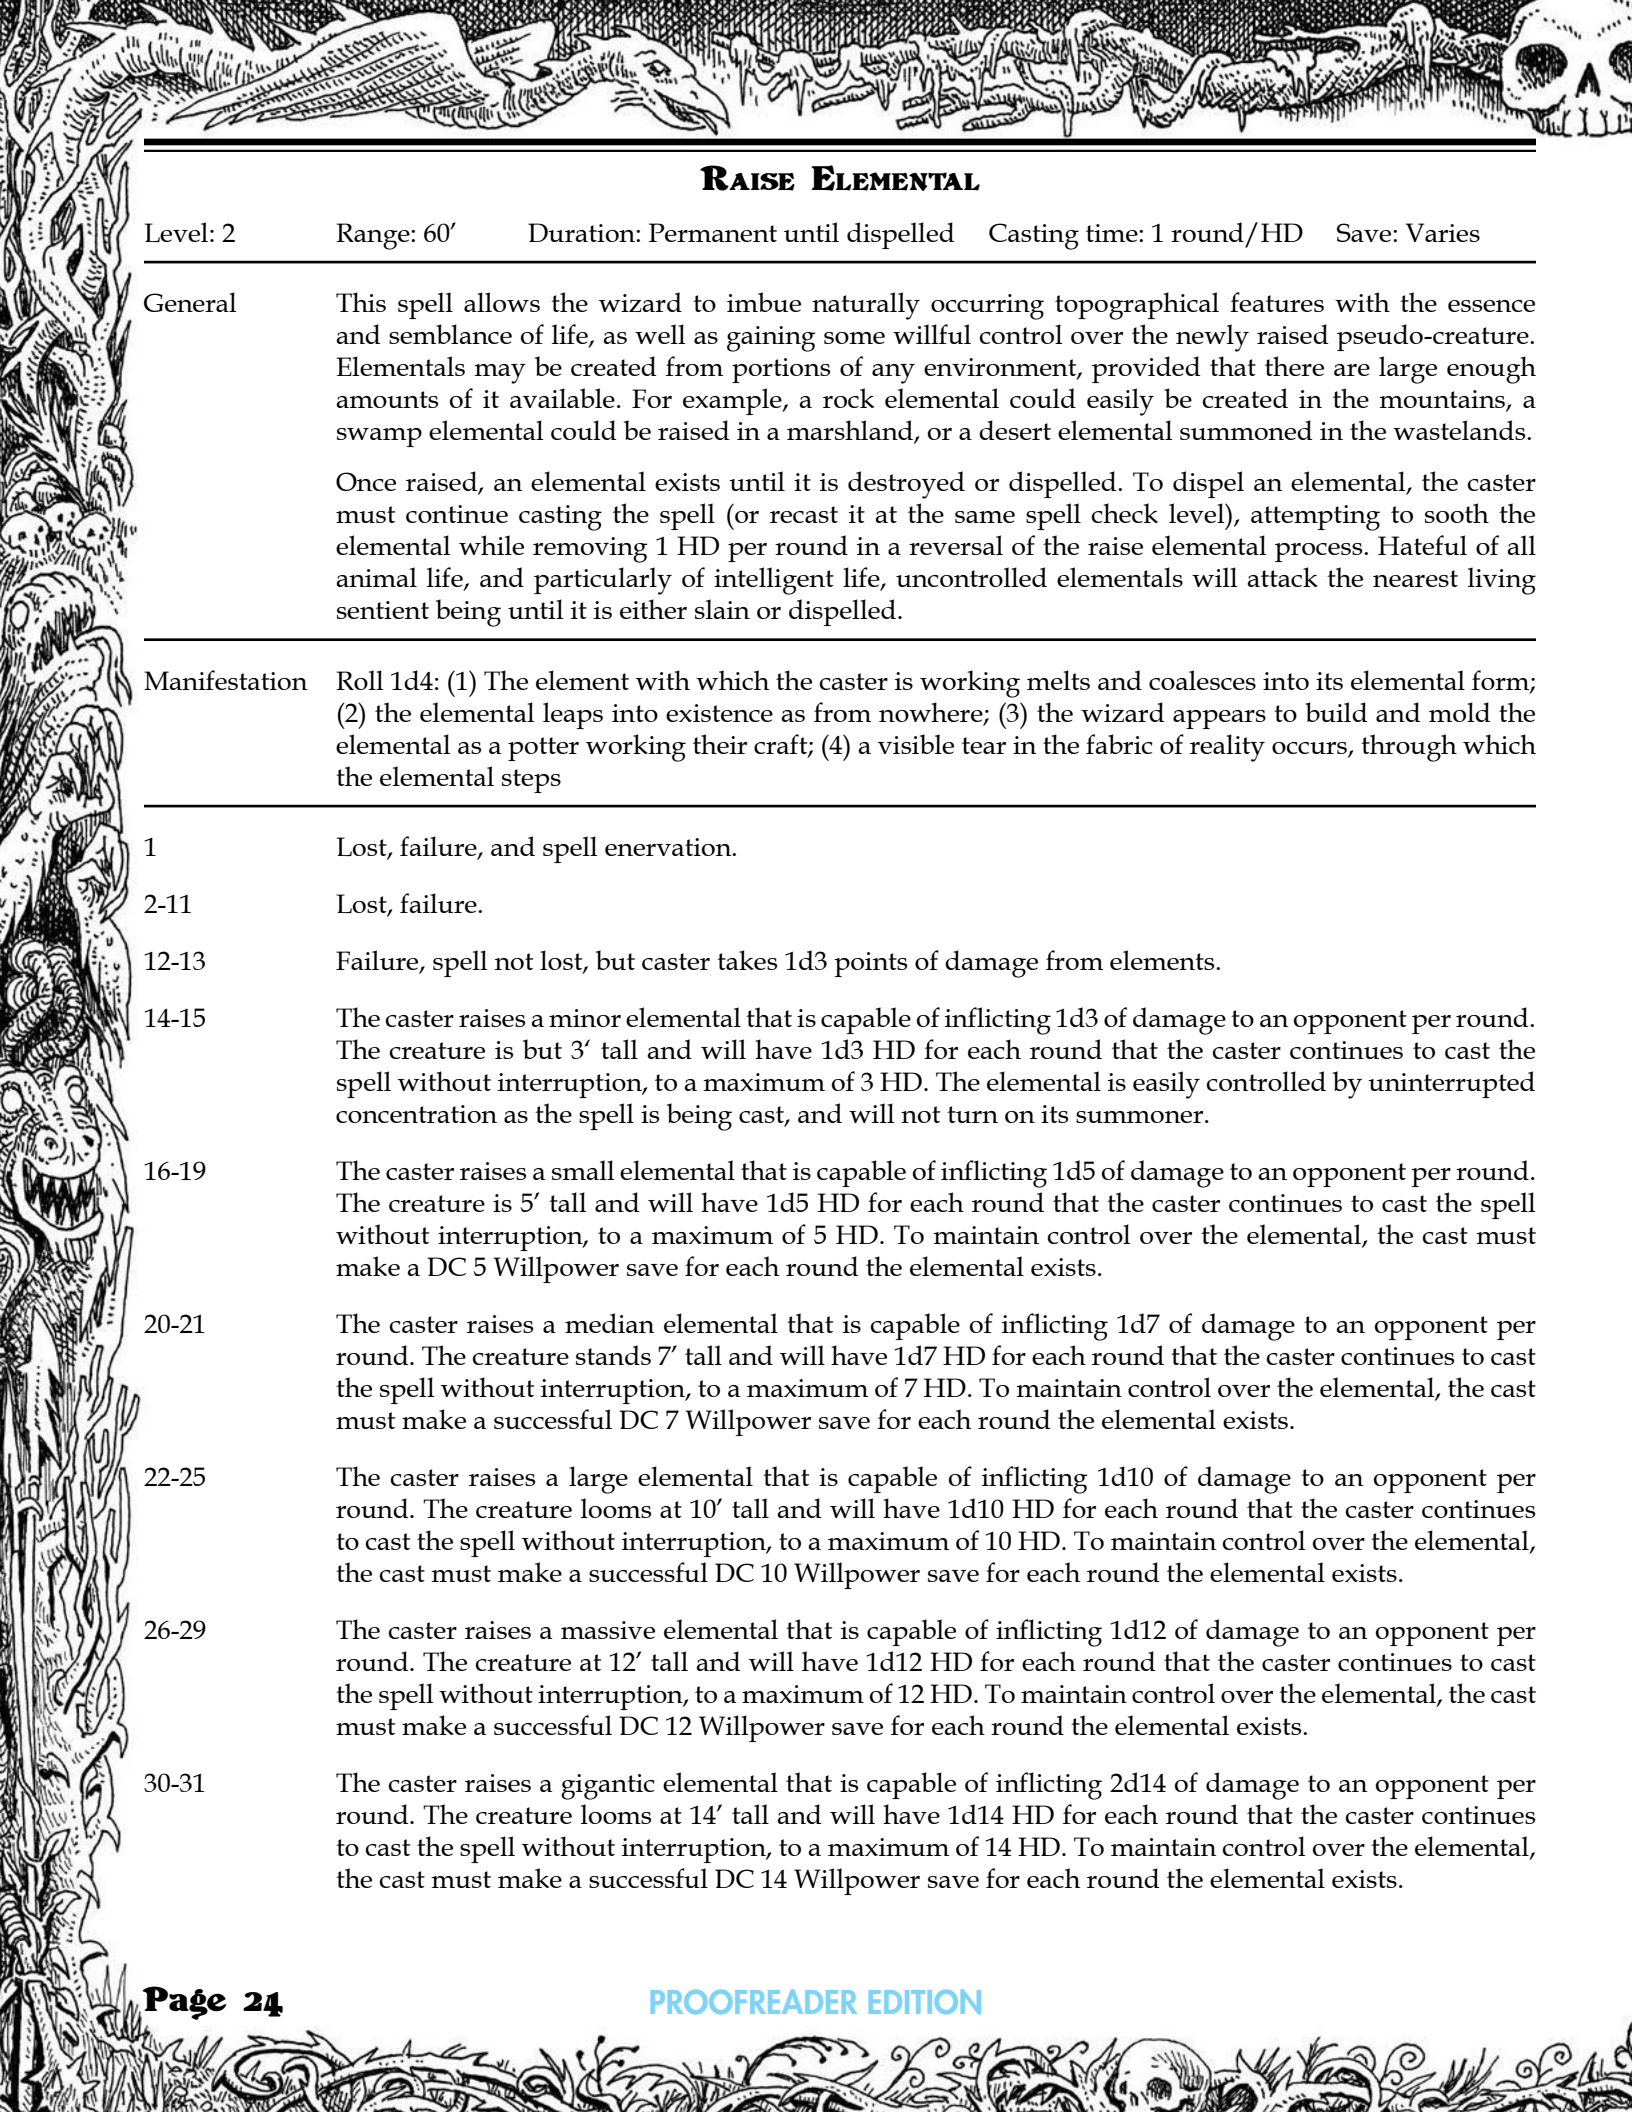 RAISE ELEMENTAL
Level: 2 Range: 60′ Duration: Permanent until dispelled Casting time: 1 round/HD Save: Varies
General This spell allows the wizard to imbue naturally occurring topographical features with the essence
and semblance of life, as well as gaining some willful control over the newly raised pseudo-creature.
Elementals may be created from portions of any environment, provided that there are large enough
amounts of it available. For example, a rock elemental could easily be created in the mountains, a
swamp elemental could be raised in a marshland, or a desert elemental summoned in the wastelands.
Once raised, an elemental exists until it is destroyed or dispelled. To dispel an elemental, the caster
must continue casting the spell (or recast it at the same spell check level), attempting to sooth the
elemental while removing 1 HD per round in a reversal of the raise elemental process. Hateful of all
animal life, and particularly of intelligent life, uncontrolled elementals will attack the nearest living
sentient being until it is either slain or dispelled.
Manifestation Roll 1d4: (1) The element with which the caster is working melts and coalesces into its elemental form;
(2) the elemental leaps into existence as from nowhere; (3) the wizard appears to build and mold the
elemental as a potter working their craft; (4) a visible tear in the fabric of reality occurs, through which
the elemental steps
1 Lost, failure, and spell enervation.
2-11 Lost, failure.
12-13 Failure, spell not lost, but caster takes 1d3 points of damage from elements.
14-15 The caster raises a minor elemental that is capable of inflicting 1d3 of damage to an opponent per round.
The creature is but 3‘ tall and will have 1d3 HD for each round that the caster continues to cast the
spell without interruption, to a maximum of 3 HD. The elemental is easily controlled by uninterrupted
concentration as the spell is being cast, and will not turn on its summoner.
16-19 The caster raises a small elemental that is capable of inflicting 1d5 of damage to an opponent per round.
The creature is 5′ tall and will have 1d5 HD for each round that the caster continues to cast the spell
without interruption, to a maximum of 5 HD. To maintain control over the elemental, the cast must
make a DC 5 Willpower save for each round the elemental exists.
20-21 The caster raises a median elemental that is capable of inflicting 1d7 of damage to an opponent per
round. The creature stands 7′ tall and will have 1d7 HD for each round that the caster continues to cast
the spell without interruption, to a maximum of 7 HD. To maintain control over the elemental, the cast
must make a successful DC 7 Willpower save for each round the elemental exists.
22-25 The caster raises a large elemental that is capable of inflicting 1d10 of damage to an opponent per
round. The creature looms at 10′ tall and will have 1d10 HD for each round that the caster continues
to cast the spell without interruption, to a maximum of 10 HD. To maintain control over the elemental,
the cast must make a successful DC 10 Willpower save for each round the elemental exists.
26-29 The caster raises a massive elemental that is capable of inflicting 1d12 of damage to an opponent per
round. The creature at 12′ tall and will have 1d12 HD for each round that the caster continues to cast
the spell without interruption, to a maximum of 12 HD. To maintain control over the elemental, the cast
must make a successful DC 12 Willpower save for each round the elemental exists.
30-31 The caster raises a gigantic elemental that is capable of inflicting 2d14 of damage to an opponent per
round. The creature looms at 14′ tall and will have 1d14 HD for each round that the caster continues
to cast the spell without interruption, to a maximum of 14 HD. To maintain control over the elemental,
the cast must make a successful DC 14 Willpower save for each round the elemental exists.
Page 24 PROOFREADER EDITION